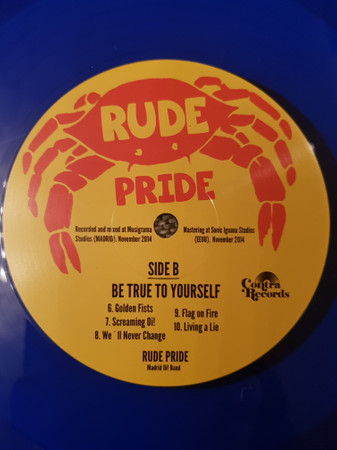 RUDE
PRIDE
Recorded and mixed at Musigrama
Studios (MADRID), November 2014
Mastering at Sonic Iguana Studios
(EEUU), November 2014
SIDE B
BE TRUE TO YOURSELF
6. Golden Fists
7. Screaming Oi!
8. We ´ll Never Change
9. Flag on Fire
10. Living a Lie
Contra
Records
RUDE PRIDE
Madrid Oi! Band